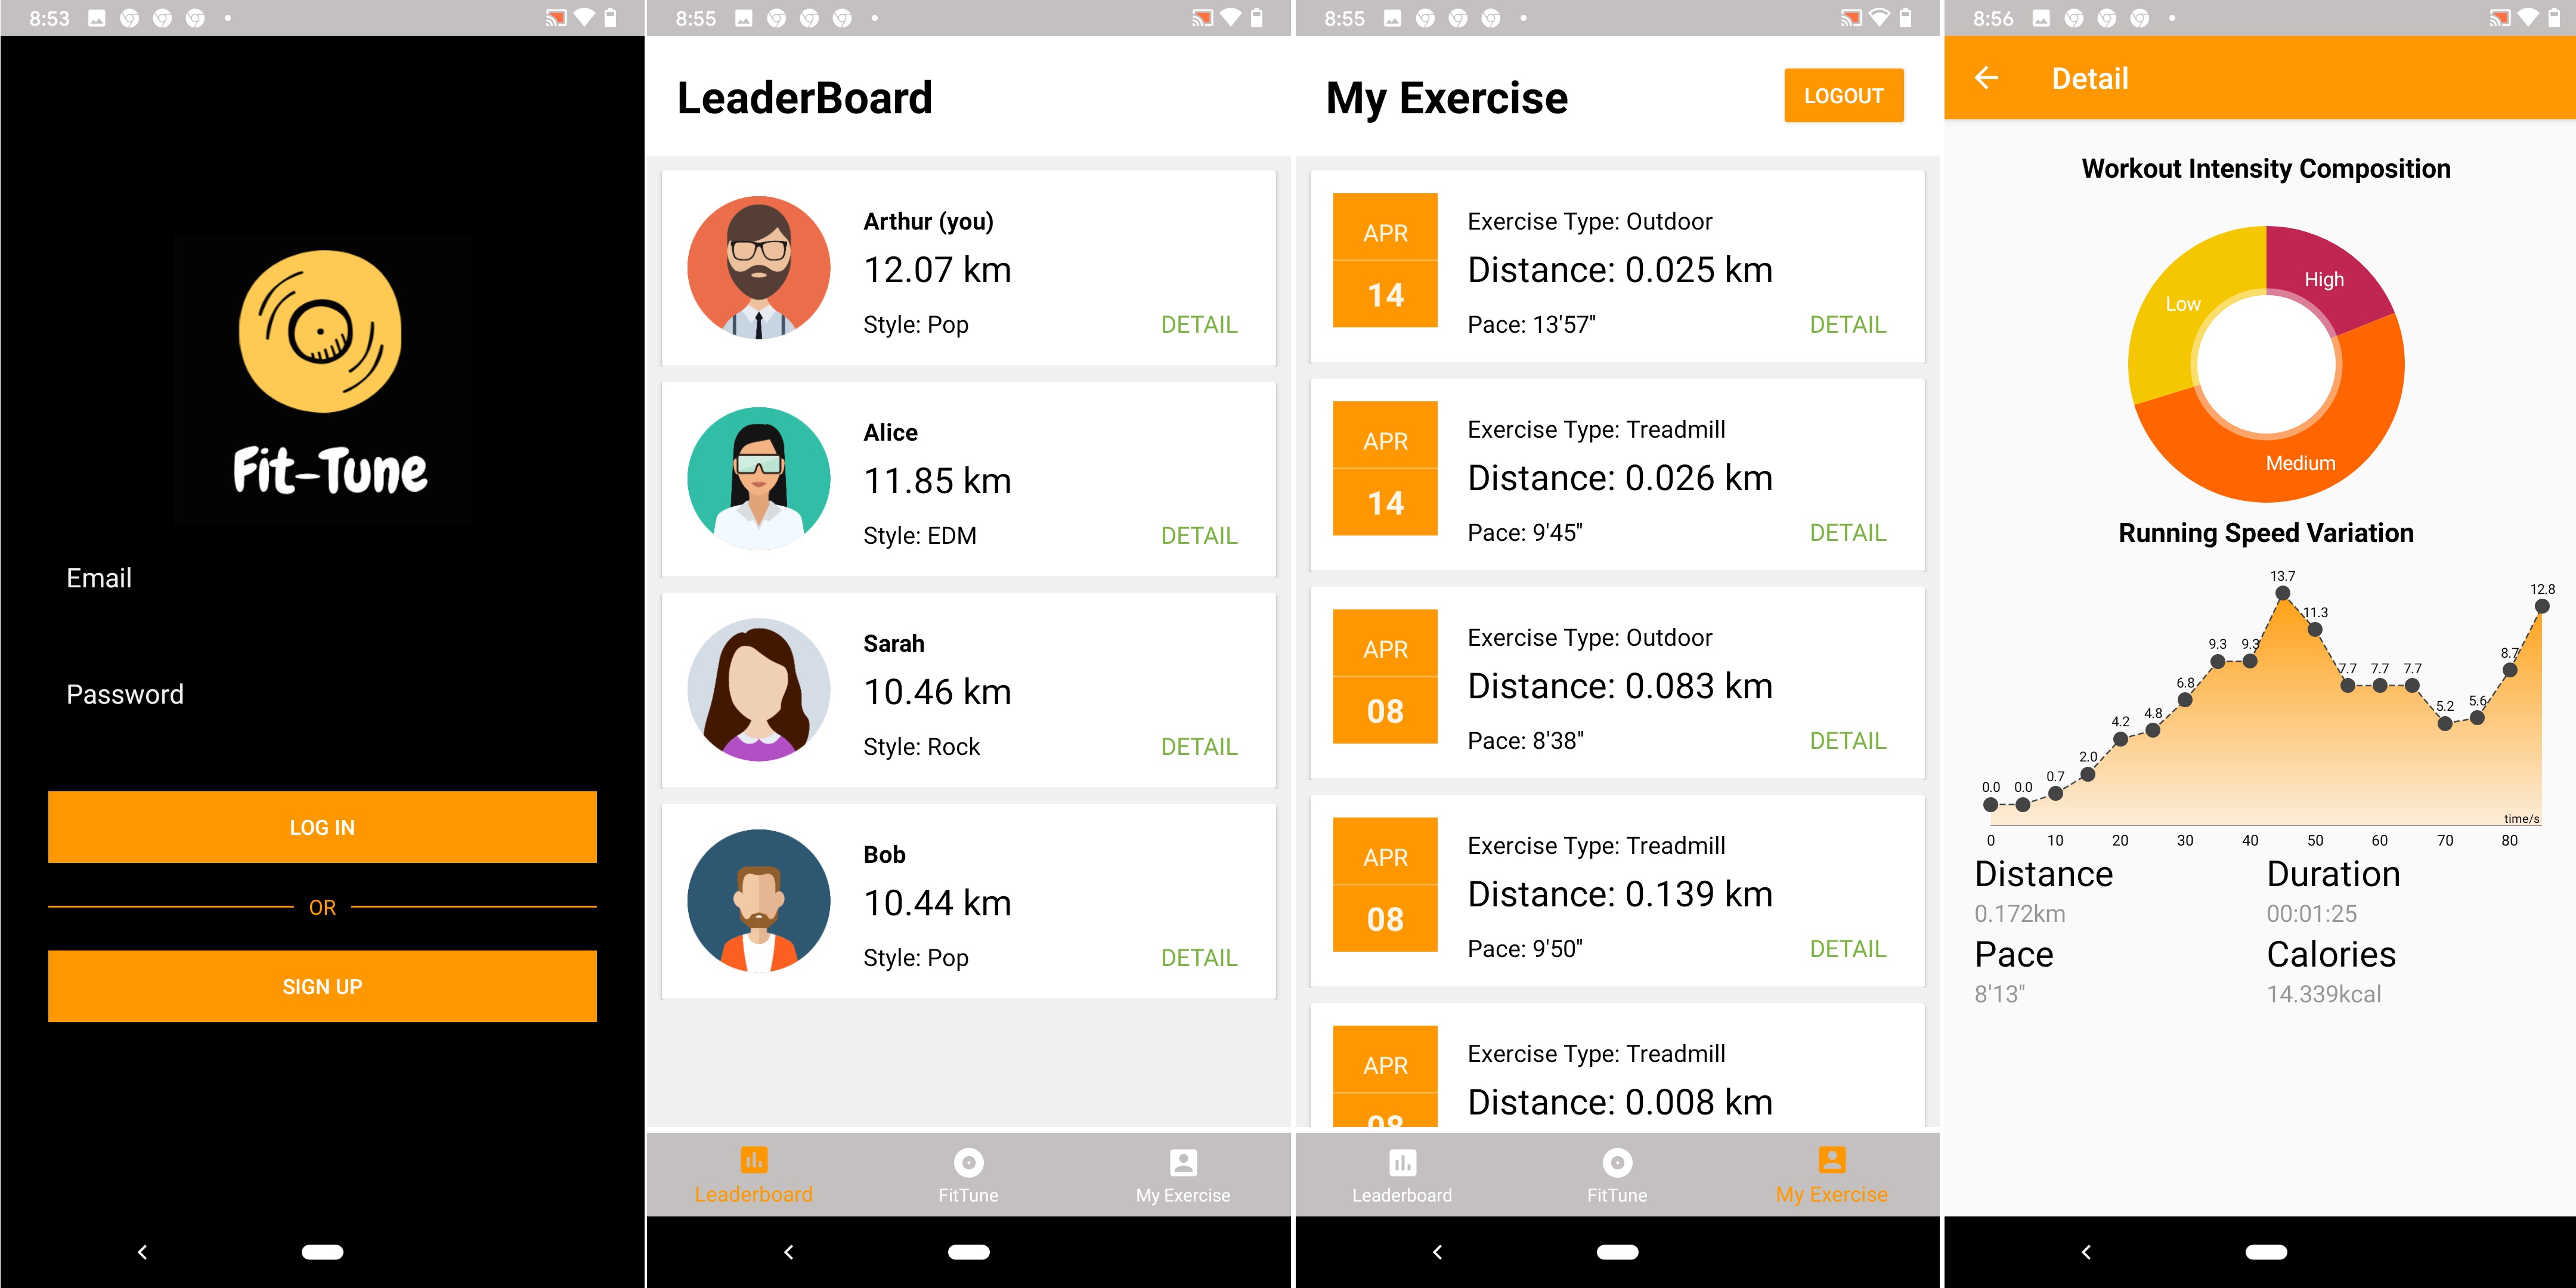 8:53
Fit-Tune
Email
Password
LOG IN
OR
SIGN UP
8:55
LeaderBoard
Arthur (you)
12.07 km
Style: Pop
DETAIL
Alice
11.85 km
Style: EDM
DETAIL
Sarah
10.46 km
Style: Rock
DETAIL
Bob
10.44 km
Style: Pop
DETAIL
Leaderboard
FitTune
My Exercise
8:55
My Exercise
LOGOUT
APR
14
Exercise Type: Outdoor
Distance: 0.025 km
Pace: 13'57"
DETAIL
APR
14
Exercise Type: Treadmill
Distance: 0.026 km
Pace: 9'45"
DETAIL
APR
08
Exercise Type: Outdoor
Distance: 0.083 km
Pace: 8'38"
DETAIL
APR
08
Exercise Type: Treadmill
Distance: 0.139 km
Pace: 9'50"
DETAIL
APR
08
Exercise Type: Treadmill
Distance: 0.008 km
Leaderboard
FitTune
My Exercise
8:56
Detail
Workout Intensity Composition
High
Low
Medium
Running Speed Variation
0.0 0.0 0.7 2.0 4.2 4.8 6.8 9.3 9.3 13.7 11.3 7.7 7.7 7.7 5.2 5.6 8.7 12.8
time/s
0 10 20 30 40 50 60 70 80
Distance Duration
0.172km 00:01:25
Pace Calories
8'13" 14.339kcal